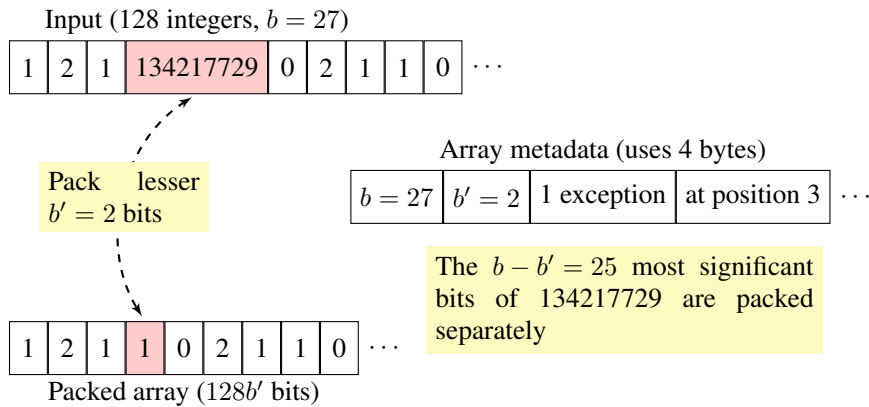 Input (128 integers, b = 27)
1 2 1 134217729 0 2 1 1 0 ···
Array metadata (uses 4 bytes)
Pack lesser
b′ = 2 bits
b = 27 b′ = 2 1 exception at position 3 ···
The b − b′ = 25 most significant
bits of 134217729 are packed
separately
1 2 1 1 0 2 1 1 0 ···
Packed array (128b′ bits)